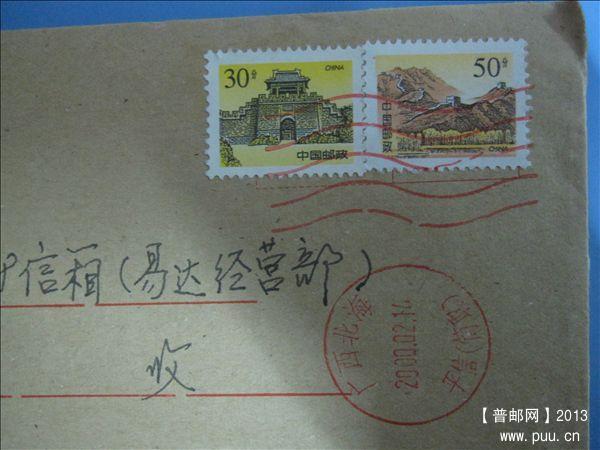 30分
CHINA
中国邮政
50分
中国邮政
CHINA
信箱(易达经营部)
收
广西北海
2000.02.14
【普邮网】2013
www.puu.cn